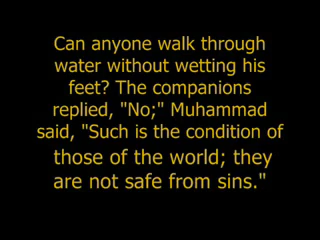 Can anyone walk through
water without wetting his
feet? The companions
replied, "No;" Muhammad
said, "Such is the condition of
those of the world; they
are not safe from sins."